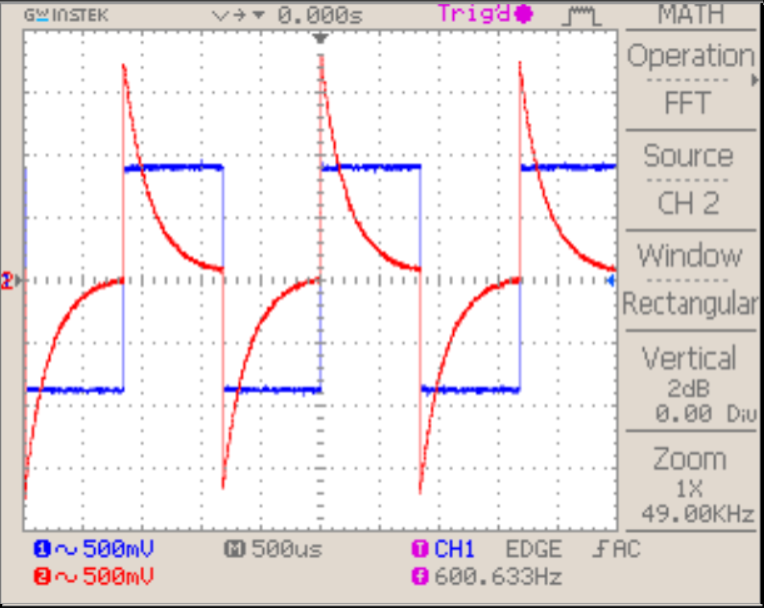 GW INSTEK 0.000s Trig'd MATH
Operation
FFT
Source
CH 2
Window
Rectangular
Vertical
2dB
0.00 Div
Zoom
1X
49.00KHz
2
1 500mV M 500us T CH1 EDGE AC
2 500mV f 600.633Hz